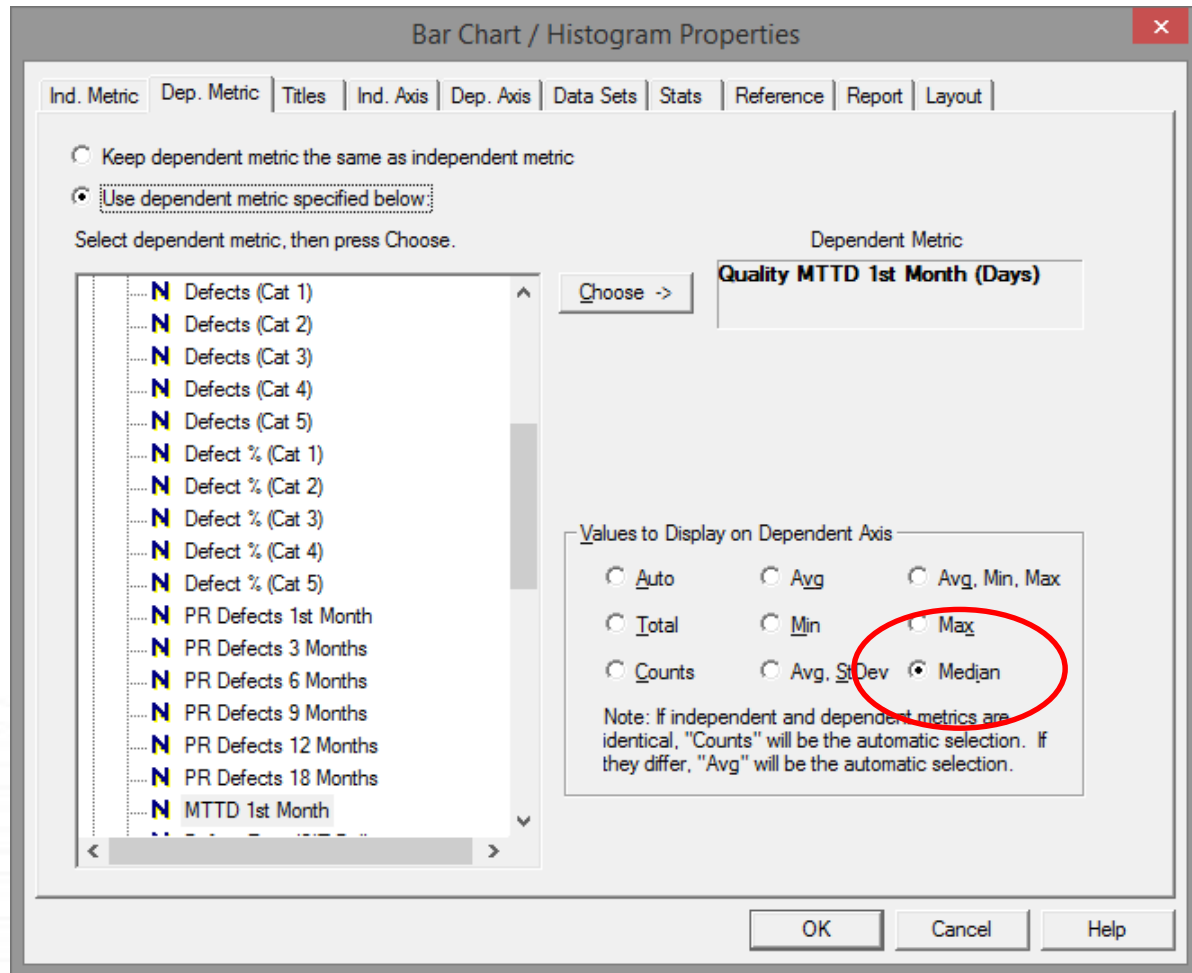 Bar Chart / Histogram Properties
Ind. Metric Dep. Metric Titles Ind. Axis Dep. Axis Data Sets Stats Reference Report Layout
Keep dependent metric the same as independent metric
Use dependent metric specified below:
Select dependent metric, then press Choose.
Dependent Metric
Choose ->
Quality MTTD 1st Month (Days)
N Defects (Cat 1)
N Defects (Cat 2)
N Defects (Cat 3)
N Defects (Cat 4)
N Defects (Cat 5)
N Defect % (Cat 1)
N Defect % (Cat 2)
N Defect % (Cat 3)
N Defect % (Cat 4)
N Defect % (Cat 5)
N PR Defects 1st Month
N PR Defects 3 Months
N PR Defects 6 Months
N PR Defects 9 Months
N PR Defects 12 Months
N PR Defects 18 Months
N MTTD 1st Month
Values to Display on Dependent Axis
Auto Avg Avg, Min, Max
Total Min Max
Counts Avg, StDev Median
Note: If independent and dependent metrics are
identical, "Counts" will be the automatic selection. If
they differ, "Avg" will be the automatic selection.
OK Cancel Help